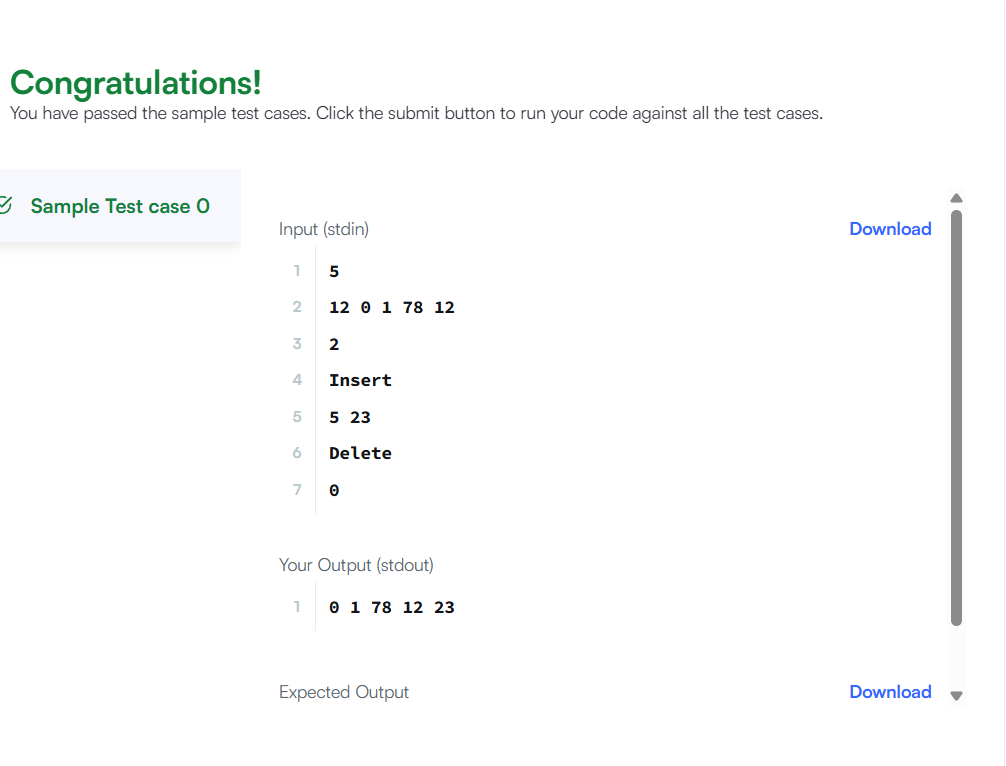 Congratulations!
You have passed the sample test cases. Click the submit button to run your code against all the test cases.
Sample Test case 0
Input (stdin)
Download
1 5
2 12 0 1 78 12
3 2
4 Insert
5 5 23
6 Delete
7 0
Your Output (stdout)
1 0 1 78 12 23
Expected Output
Download